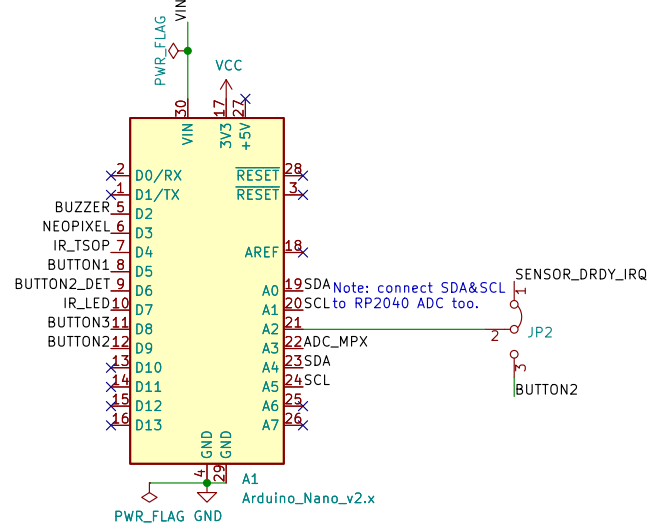 VIN
PWR_FLAG
VCC
30
17
27
VIN
3V3
+5V
2 D0/RX
RESET 28
1 D1/TX
RESET 3
BUZZER 5 D2
NEOPIXEL 6 D3
IR_TSOP 7 D4
AREF 18
BUTTON1 8 D5
SENSOR_DRDY_IRQ
BUTTON2_DET 9 D6
A0 19 SDA
Note: connect SDA&SCL
1
IR_LED 10 D7
A1 20 SCL
to RP2040 ADC too.
BUTTON3 11 D8
A2 21
2
JP2
BUTTON2 12 D9
A3 22 ADC_MPX
13 D10
A4 23 SDA
3
14 D11
A5 24 SCL
BUTTON2
15 D12
A6 25
16 D13
A7 26
GND
GND
4
29
A1
Arduino_Nano_v2.x
PWR_FLAG GND